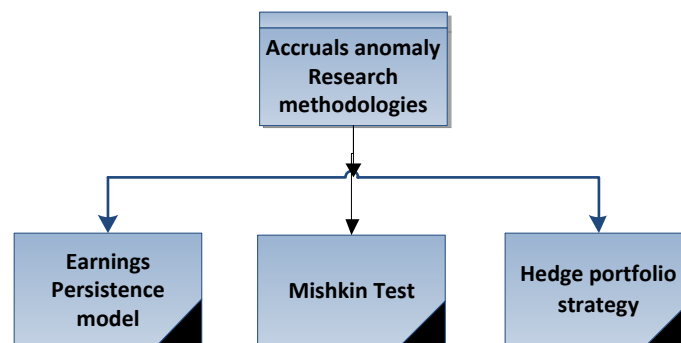 Accruals anomaly
Research
methodologies
Earnings
Persistence
model
Mishkin Test
Hedge portfolio
strategy